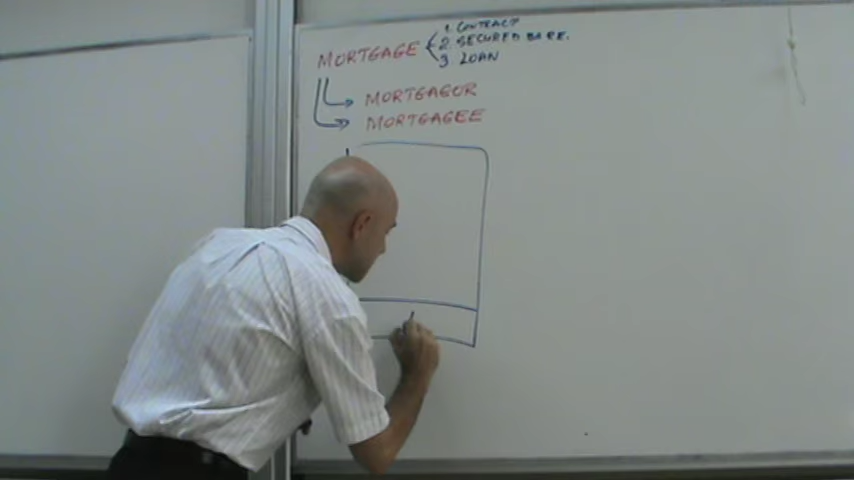 MORTGAGE
1. CONTRACT
2. SECURED BY R.E.
3. LOAN
MORTGAGOR
MORTGAGEE